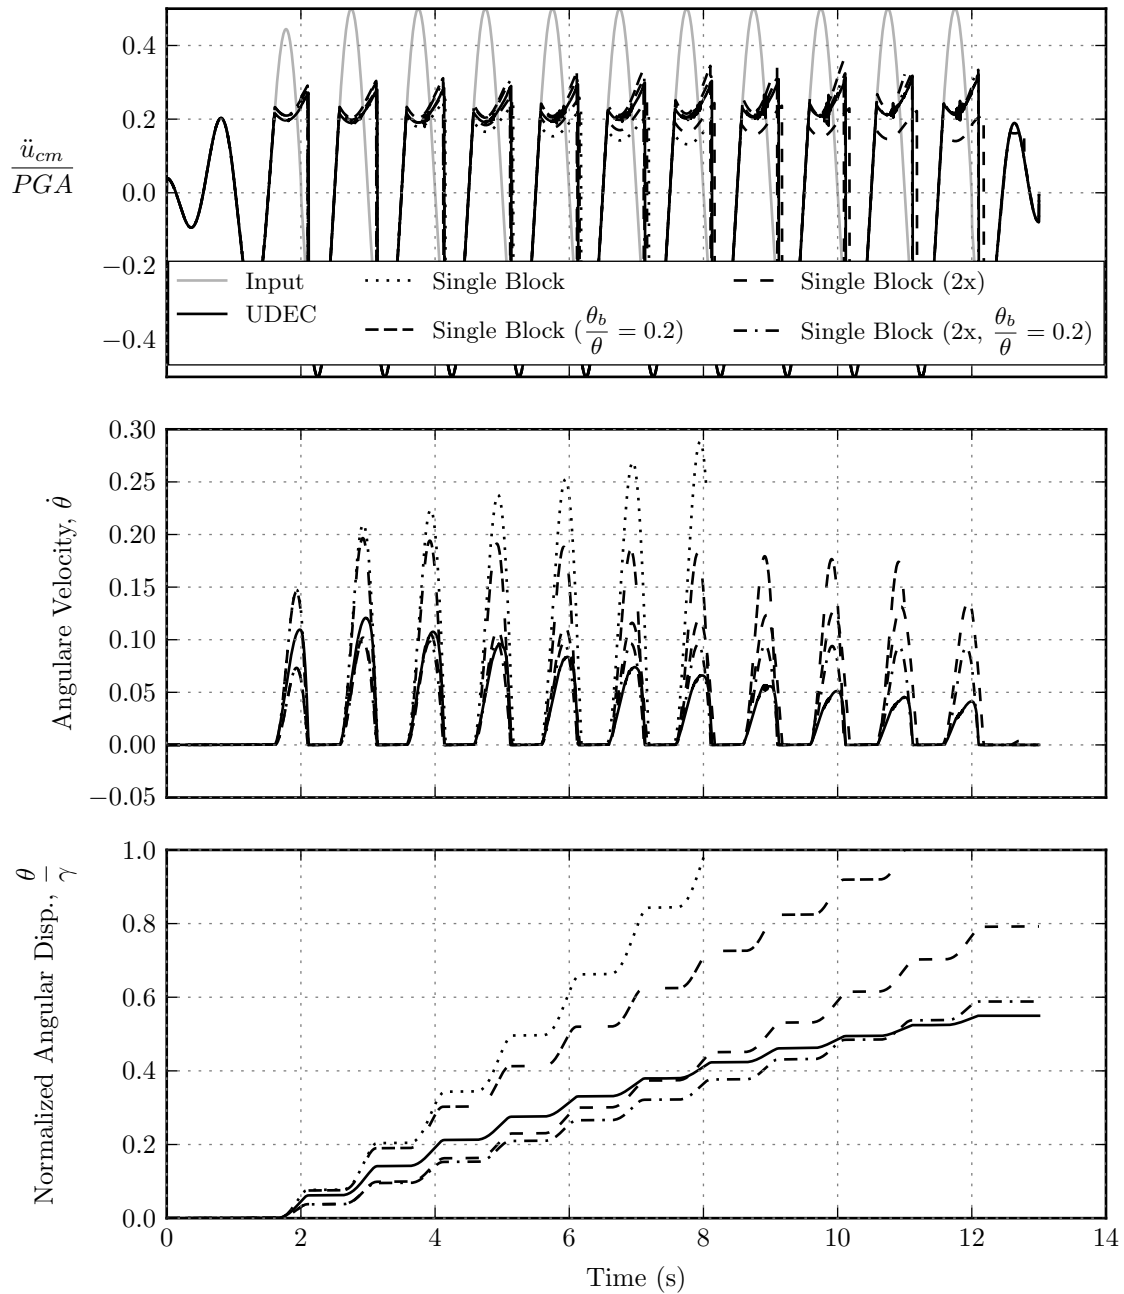 0.4
0.2
0.0
−0.2
−0.4
ü_cm / PGA
Input
UDEC
Single Block
Single Block (θ_b/θ = 0.2)
Single Block (2x)
Single Block (2x, θ_b/θ = 0.2)
0.30
0.25
0.20
0.15
0.10
0.05
0.00
−0.05
Angulare Velocity, θ̇
1.0
0.8
0.6
0.4
0.2
0.0
Normalized Angular Disp., θ/γ
0 2 4 6 8 10 12 14
Time (s)